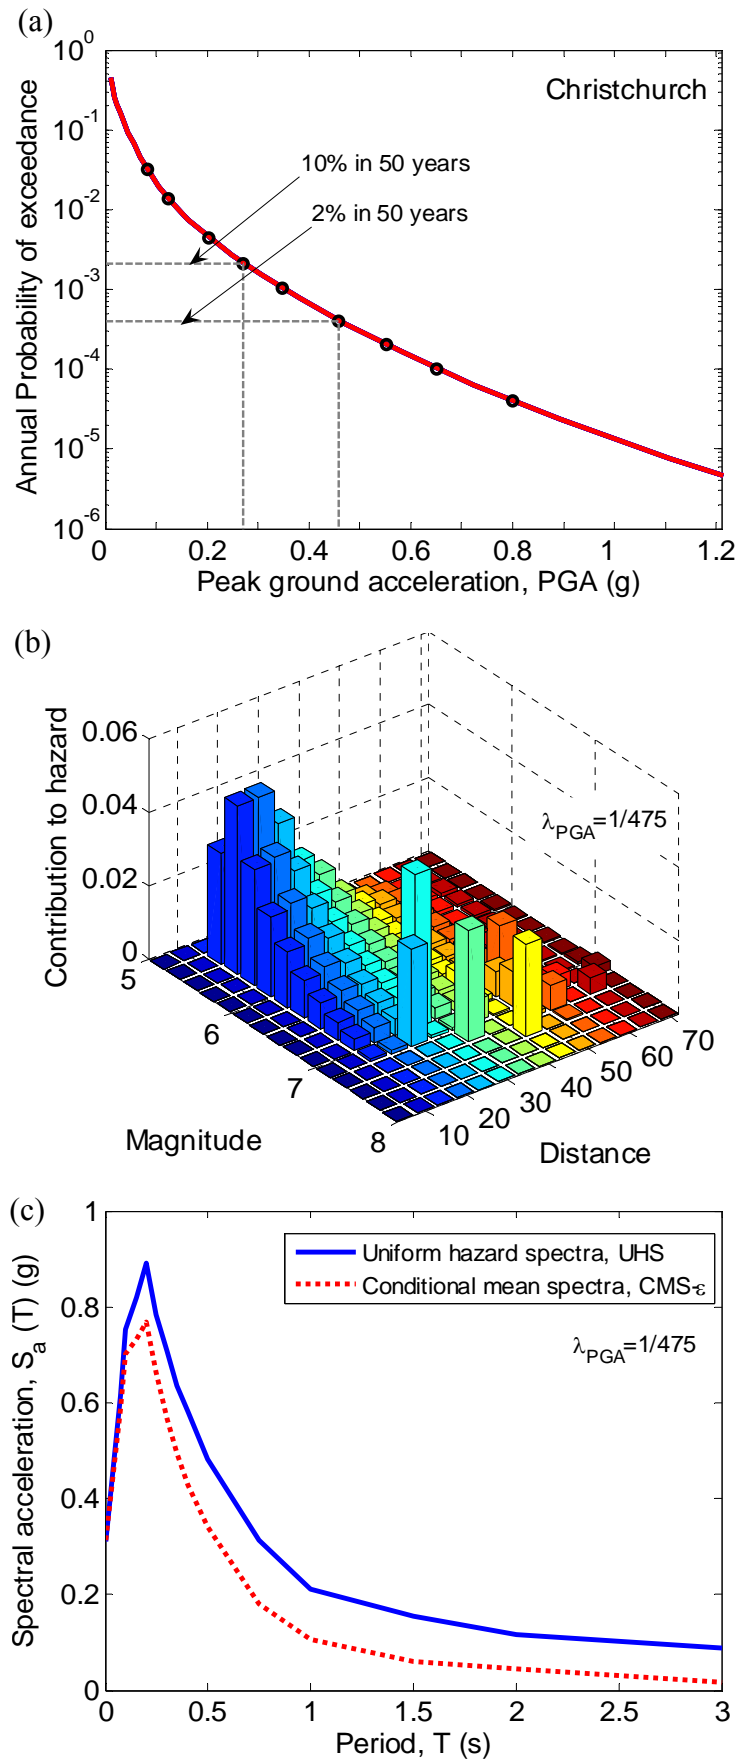 (a)
10^0
10^-1
10^-2
10^-3
10^-4
10^-5
10^-6
Annual Probability of exceedance
Christchurch
10% in 50 years
2% in 50 years
0 0.2 0.4 0.6 0.8 1 1.2
Peak ground acceleration, PGA (g)
(b)
Contribution to hazard
0.06
0.04
0.02
0
λ_PGA=1/475
5 6 7 8
Magnitude
10 20 30 40 50 60 70
Distance
(c)
Spectral acceleration, S_a (T) (g)
1
0.8
0.6
0.4
0.2
0
Uniform hazard spectra, UHS
Conditional mean spectra, CMS-ε
λ_PGA=1/475
0 0.5 1 1.5 2 2.5 3
Period, T (s)